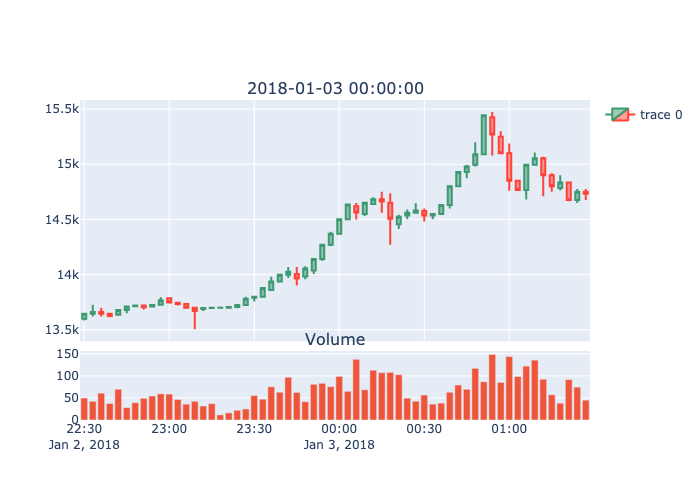 2018-01-03 00:00:00
15.5k
trace 0
15k
14.5k
14k
13.5k
Volume
150
100
50
0
22:30 23:00 23:30 00:00 00:30 01:00
Jan 2, 2018 Jan 3, 2018